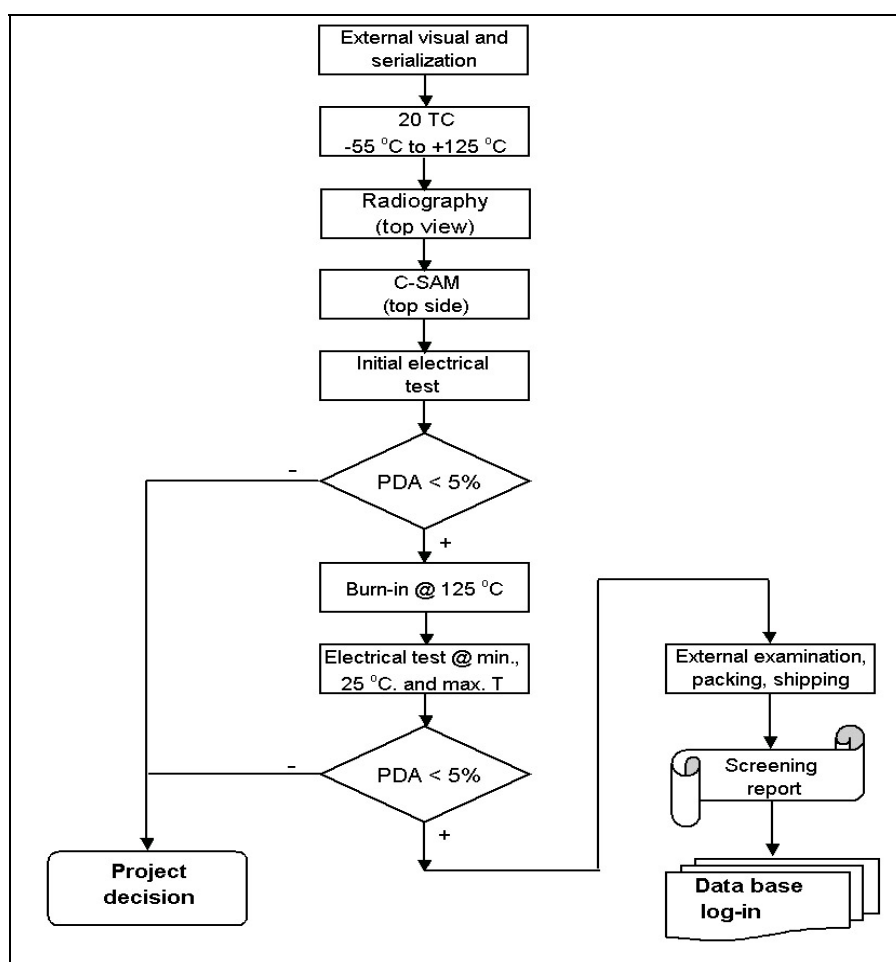 External visual and
serialization
20 TC
-55 °C to +125 °C
Radiography
(top view)
C-SAM
(top side)
Initial electrical
test
-
PDA < 5%
+
Burn-in @ 125 °C
Electrical test @ min.,
25 °C. and max. T
-
PDA < 5%
+
Project
decision
External examination,
packing, shipping
Screening
report
Data base
log-in